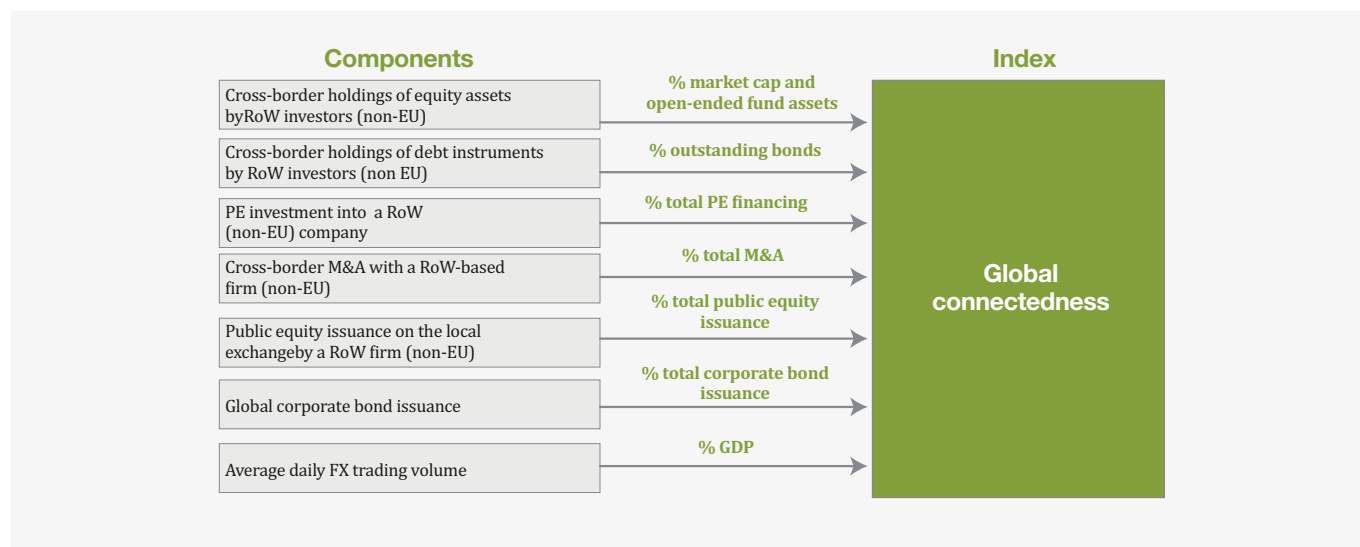 Components
Index
Cross-border holdings of equity assets
byRoW investors (non-EU)
% market cap and
open-ended fund assets
Cross-border holdings of debt instruments
by RoW investors (non EU)
% outstanding bonds
PE investment into a RoW
(non-EU) company
% total PE financing
Cross-border M&A with a RoW-based
firm (non-EU)
% total M&A
Public equity issuance on the local
exchangeby a RoW firm (non-EU)
% total public equity
issuance
Global corporate bond issuance
% total corporate bond
issuance
Average daily FX trading volume
% GDP
Global
connectedness